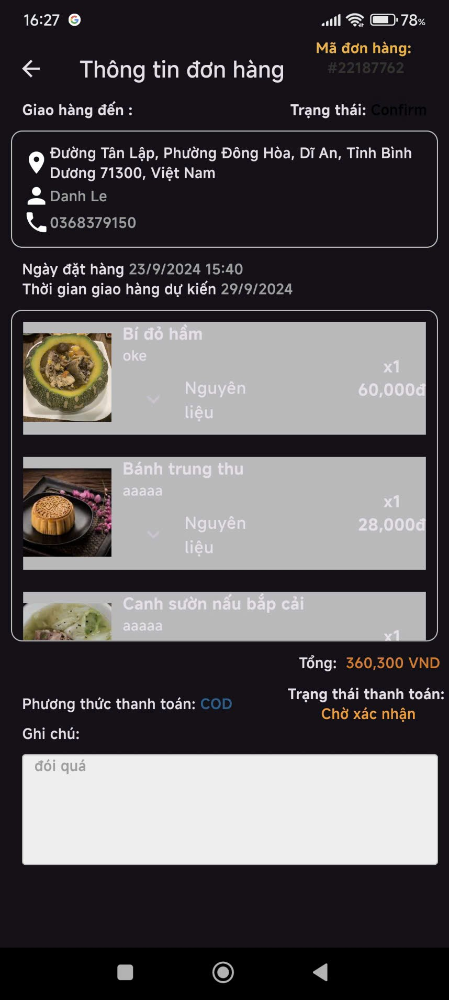 16:27
78%
Mã đơn hàng:
Thông tin đơn hàng
#22187762
Giao hàng đến :
Trạng thái: Confirm
Đường Tân Lập, Phường Đông Hòa, Dĩ An, Tỉnh Bình
Dương 71300, Việt Nam
Danh Le
0368379150
Ngày đặt hàng 23/9/2024 15:40
Thời gian giao hàng dự kiến 29/9/2024
Bí đỏ hầm
oke
x1
Nguyên
liệu
60,000đ
Bánh trung thu
aaaaa
x1
Nguyên
liệu
28,000đ
Canh sườn nấu bắp cải
aaaaa
x1
Tổng: 360,300 VND
Phương thức thanh toán: COD
Trạng thái thanh toán:
Chờ xác nhận
Ghi chú:
đói quá